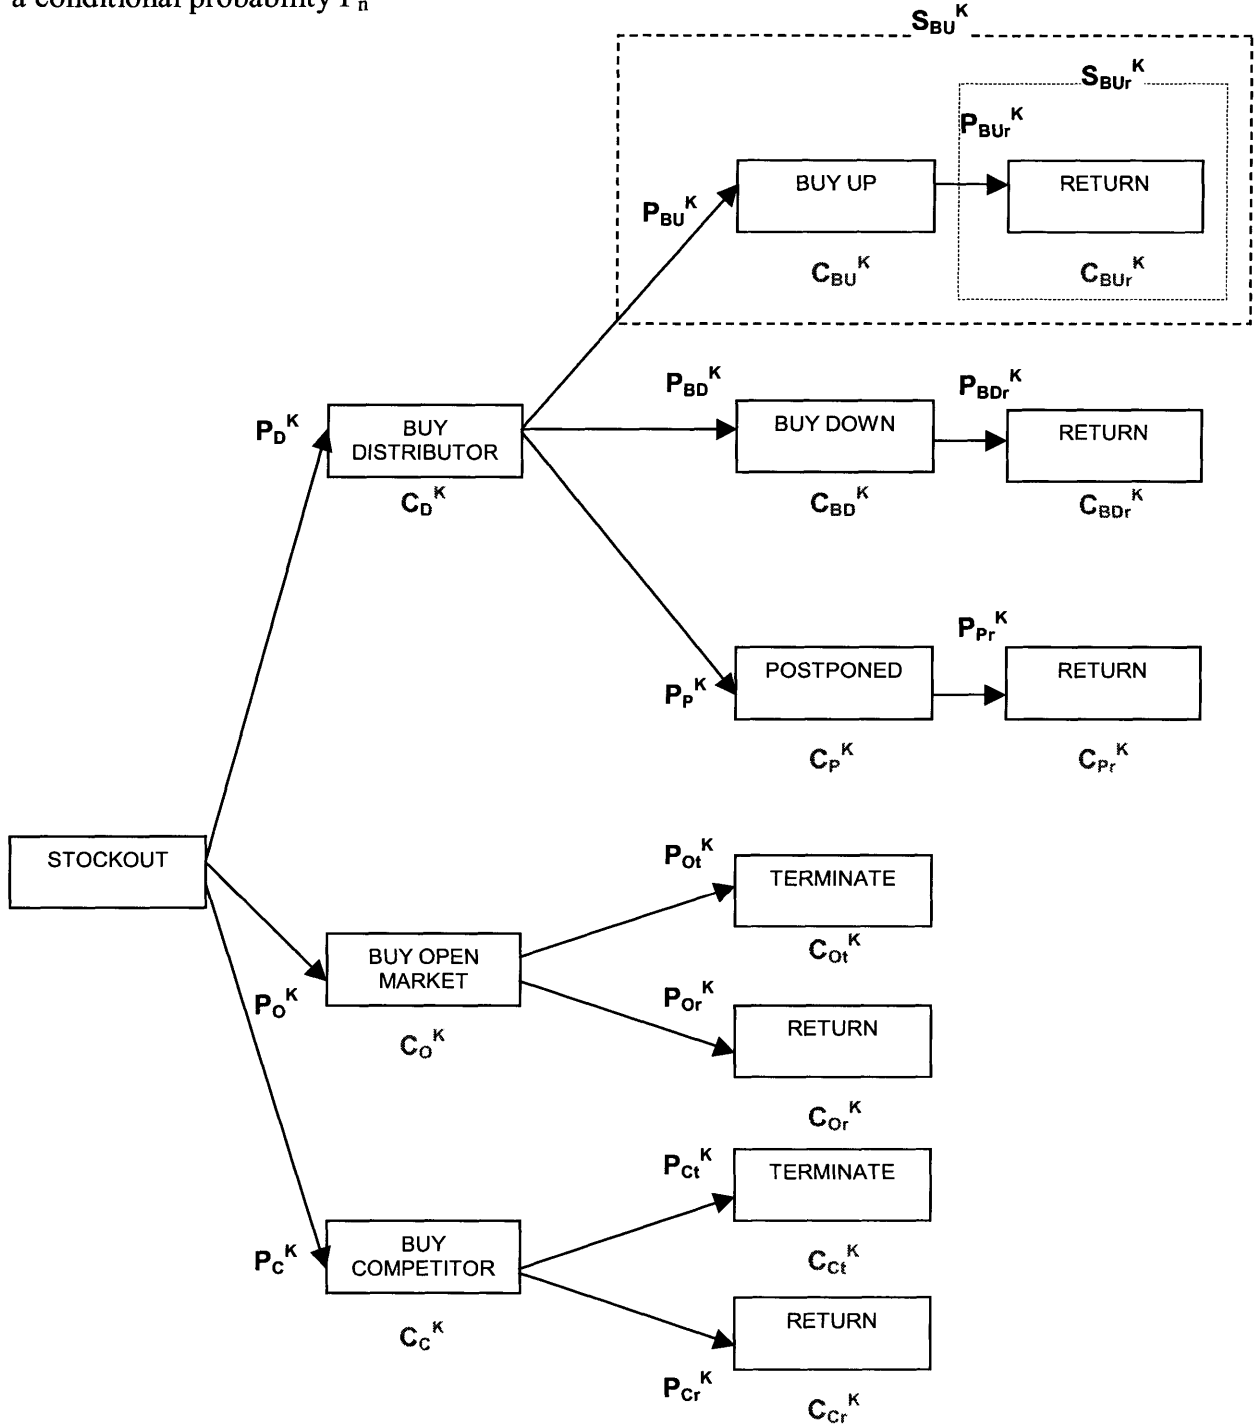 a conditional probability Pₙ
S_BU^K
S_BUr^K
P_BUr^K
BUY UP
RETURN
P_BU^K
C_BU^K
C_BUr^K
P_BD^K
P_BDr^K
P_D^K
BUY
DISTRIBUTOR
BUY DOWN
RETURN
C_D^K
C_BD^K
C_BDr^K
P_Pr^K
POSTPONED
RETURN
P_P^K
C_P^K
C_Pr^K
STOCKOUT
P_Ot^K
TERMINATE
C_Ot^K
BUY OPEN
MARKET
P_O^K
P_Or^K
RETURN
C_O^K
C_Or^K
P_Ct^K
TERMINATE
P_C^K
BUY
COMPETITOR
C_Ct^K
RETURN
C_C^K
P_Cr^K
C_Cr^K